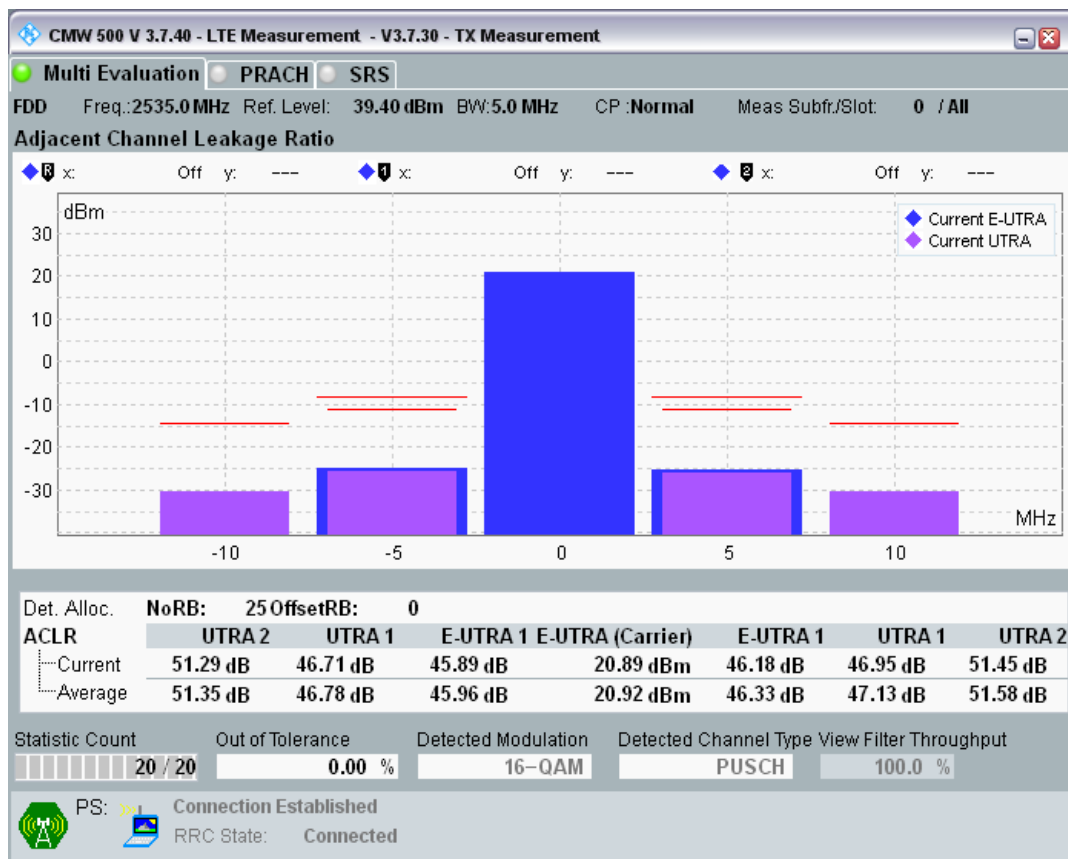 CMW 500 V 3.7.40 - LTE Measurement - V3.7.30 - TX Measurement
Multi Evaluation PRACH SRS
FDD Freq.:2535.0 MHz Ref. Level: 39.40 dBm BW:5.0 MHz CP :Normal Meas Subfr./Slot: 0 / All
Adjacent Channel Leakage Ratio
R x: Off y: --- 1 x: Off y: --- 2 x: Off y: ---
dBm
Current E-UTRA
Current UTRA
30
20
10
0
-10
-20
-30
MHz
-10 -5 0 5 10
Det. Alloc. NoRB: 25 OffsetRB: 0
ACLR UTRA 2 UTRA 1 E-UTRA 1 E-UTRA (Carrier) E-UTRA 1 UTRA 1 UTRA 2
Current 51.29 dB 46.71 dB 45.89 dB 20.89 dBm 46.18 dB 46.95 dB 51.45 dB
Average 51.35 dB 46.78 dB 45.96 dB 20.92 dBm 46.33 dB 47.13 dB 51.58 dB
Statistic Count Out of Tolerance Detected Modulation Detected Channel Type View Filter Throughput
20 / 20 0.00 % 16-QAM PUSCH 100.0 %
PS: Connection Established
RRC State: Connected